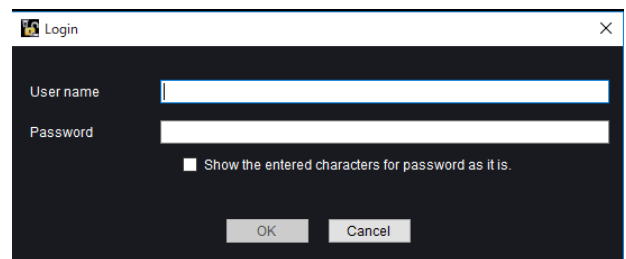 Login
User name
Password
Show the entered characters for password as it is.
OK Cancel